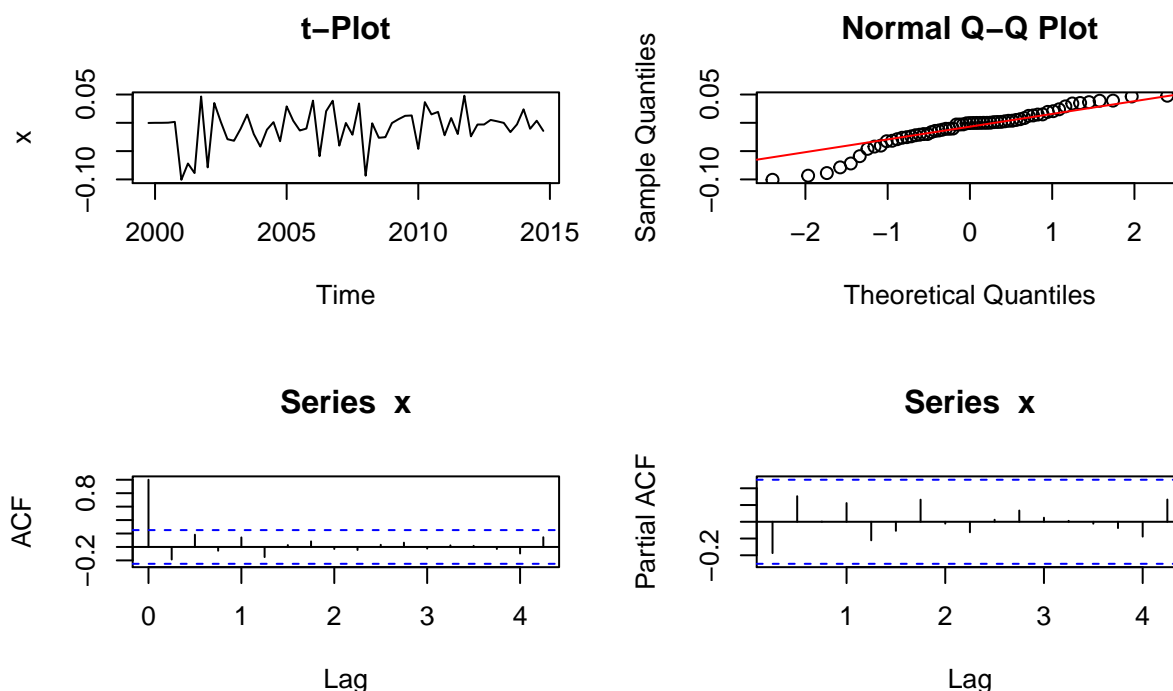 t−Plot
x
0.05
−0.10
2000
2005
2010
2015
Time
Normal Q−Q Plot
Sample Quantiles
0.05
−0.10
−2
−1
0
1
2
Theoretical Quantiles
Series x
ACF
0.8
−0.2
0
1
2
3
4
Lag
Series x
Partial ACF
−0.2
1
2
3
4
Lag